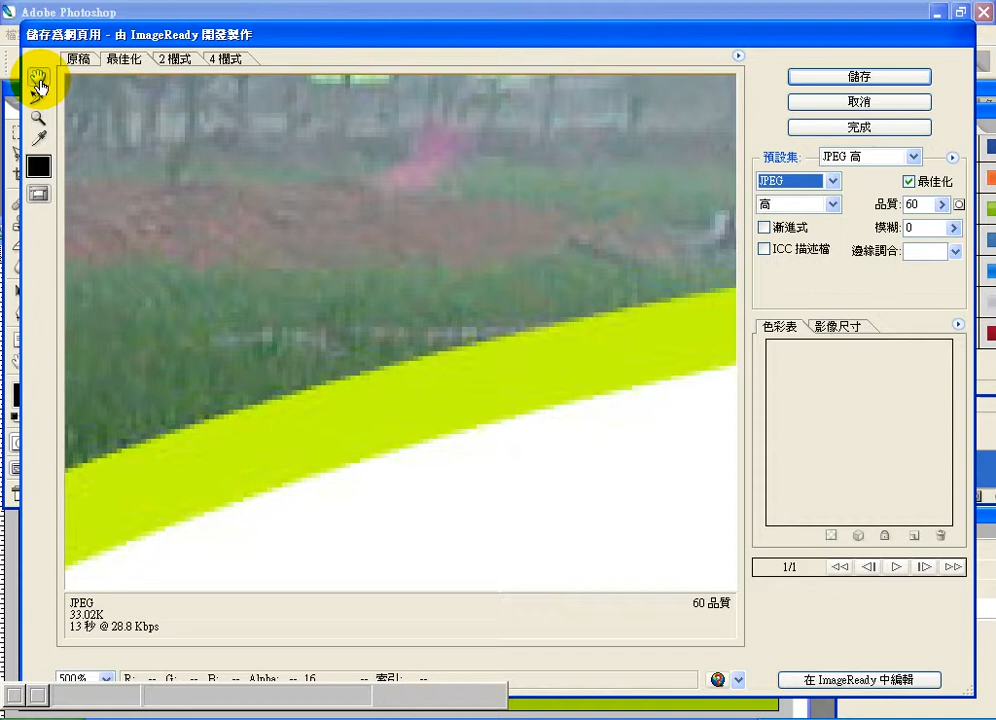 Adobe Photoshop
儲存為網頁用 - 由 ImageReady 開發製作
原稿 最佳化 2 欄式 4 欄式
儲存
取消
完成
預設集: JPEG 高
JPEG 最佳化
高 品質: 60
漸進式 模糊: 0
ICC 描述檔 邊緣調合:
色彩表 影像尺寸
1/1
JPEG 60 品質
33.02K
13 秒 @ 28.8 Kbps
500% R: -- G: -- B: -- Alpha: -- 16 -- 索引: --
在 ImageReady 中編輯